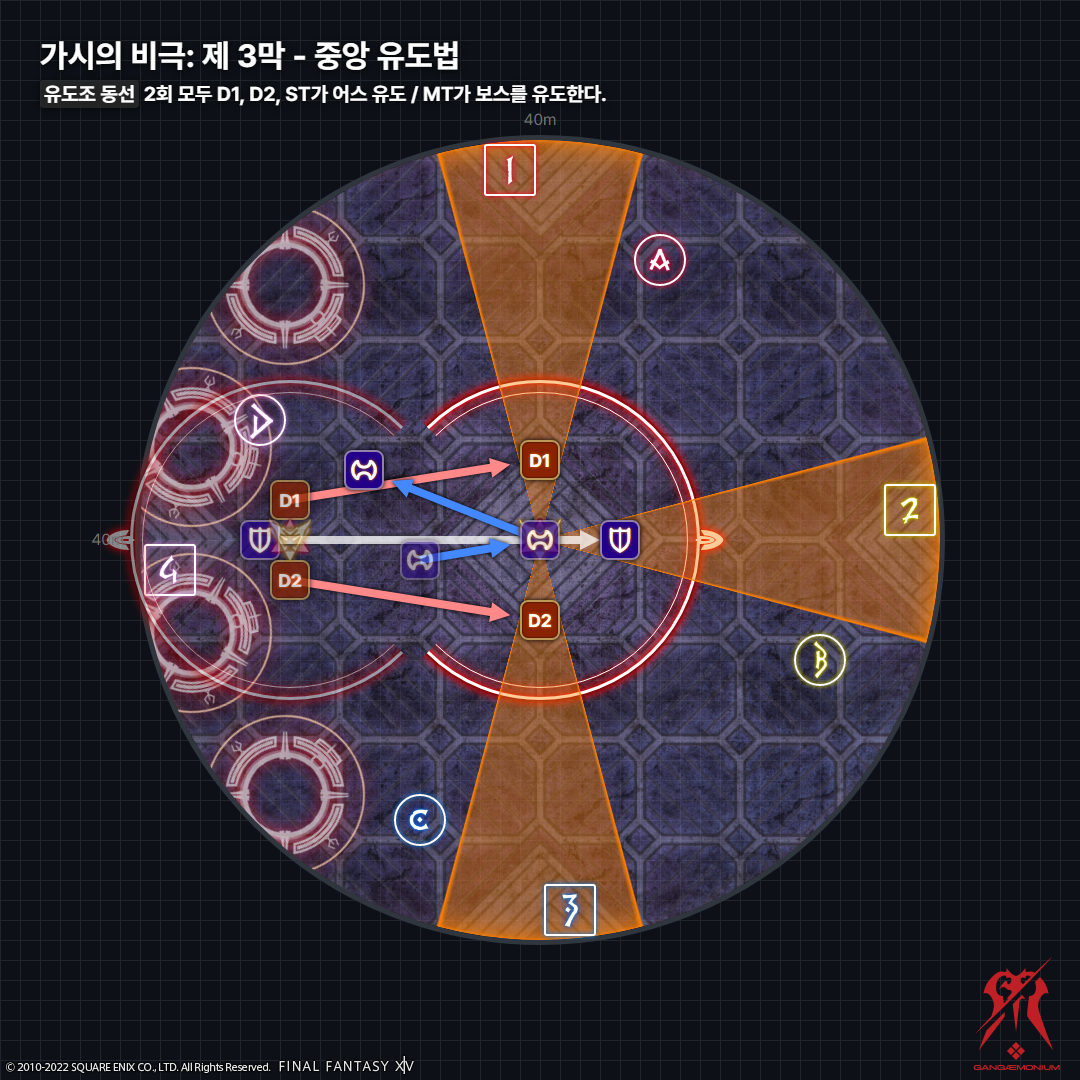 가시의 비극: 제 3막 - 중앙 유도법
유도조 동선 2회 모두 D1, D2, ST가 어스 유도 / MT가 보스를 유도한다.
40m
1
A
D1
D1
2
40
4
D2
D2
B
C
3
© 2010-2022 SQUARE ENIX CO., LTD. All Rights Reserved. FINAL FANTASY XIV
GANGÆMONIUM